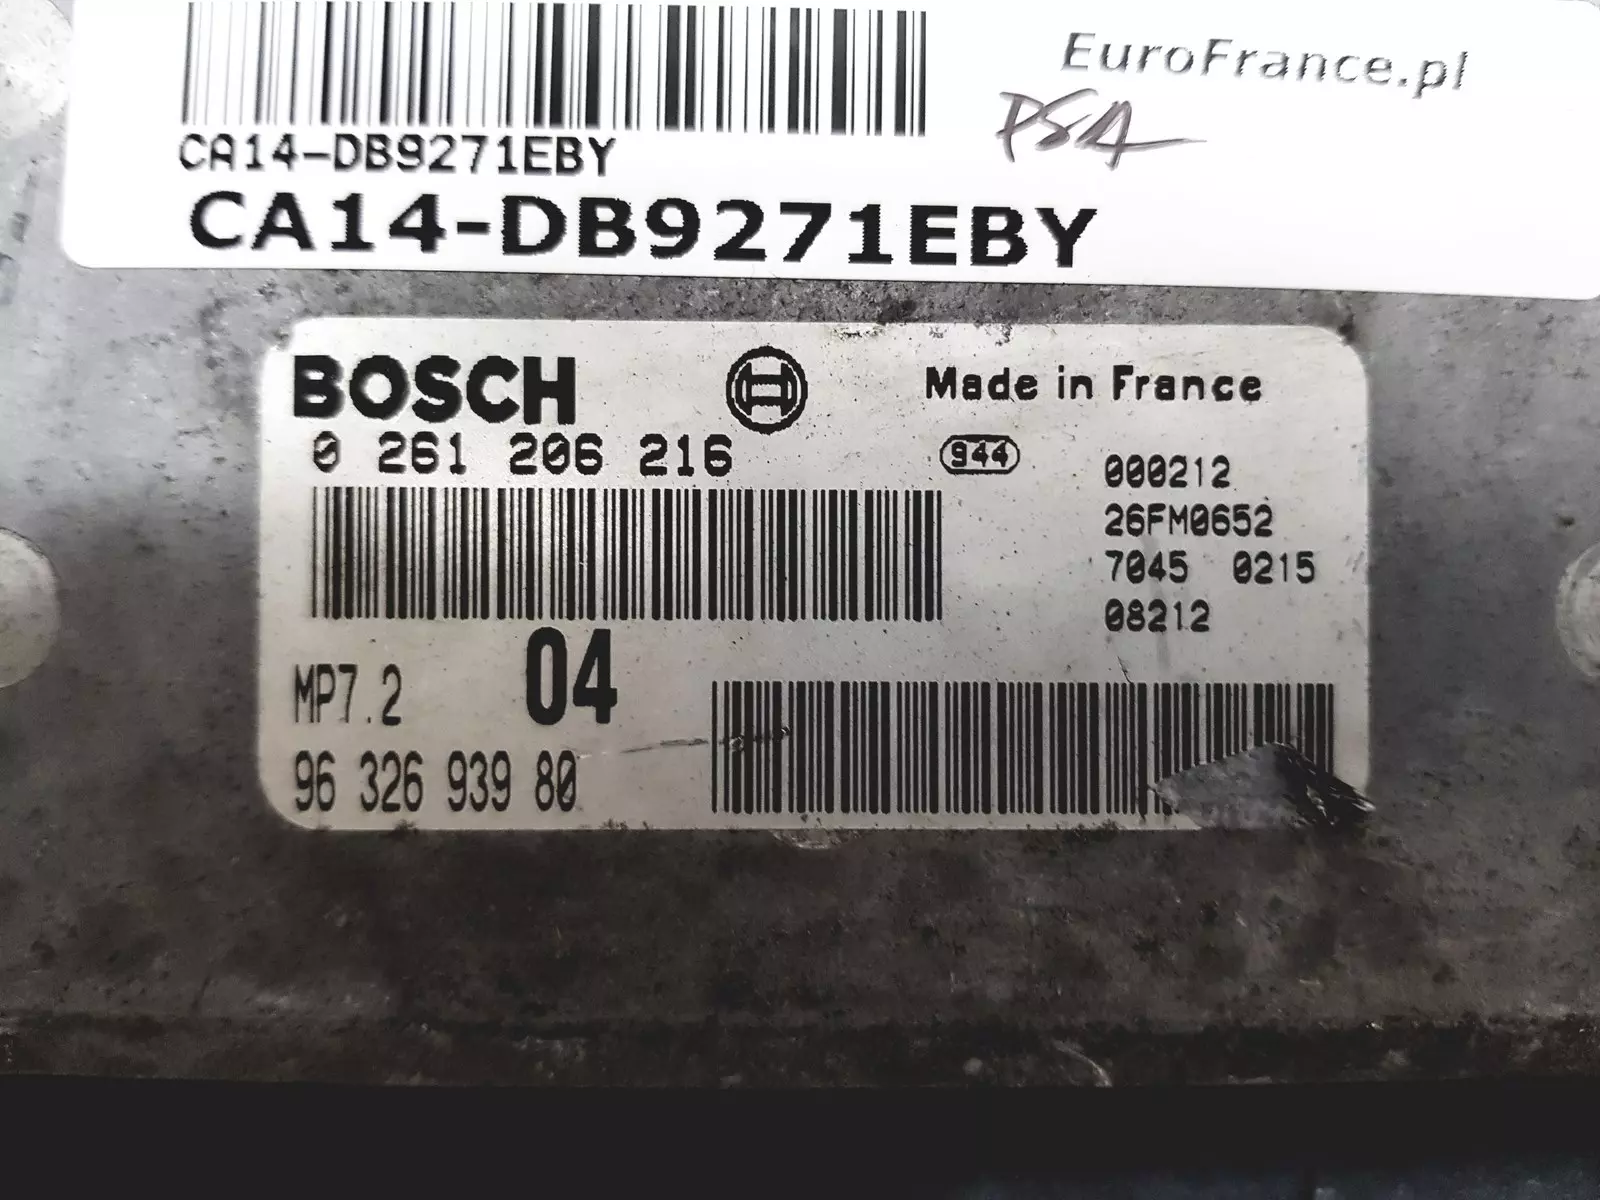 EuroFrance.pl
PSA
CA14-DB9271EBY
CA14-DB9271EBY
BOSCH
Made in France
0 261 206 216
944
000212
26FM0652
7045 0215
08212
MP7.2 04
96 326 939 80